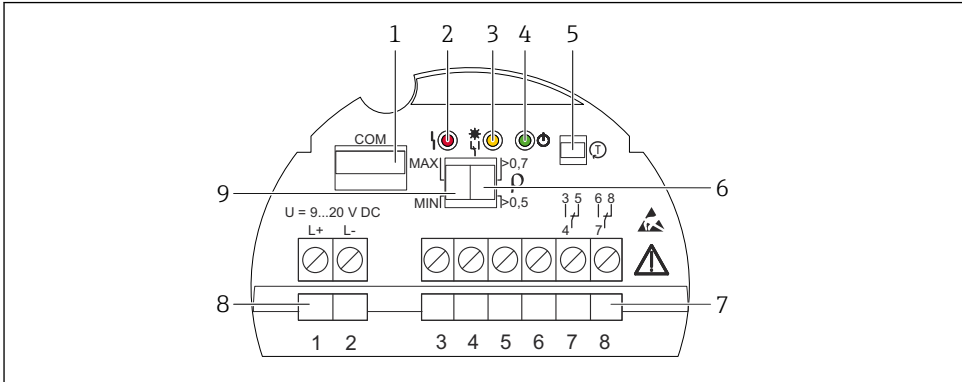 1 2 3 4 5
COM
MAX >0,7
9 ρ 6
MIN >0,5
U = 9...20 V DC
L+ L-
3 5 6 8
4 7
T
8 7
1 2 3 4 5 6 7 8